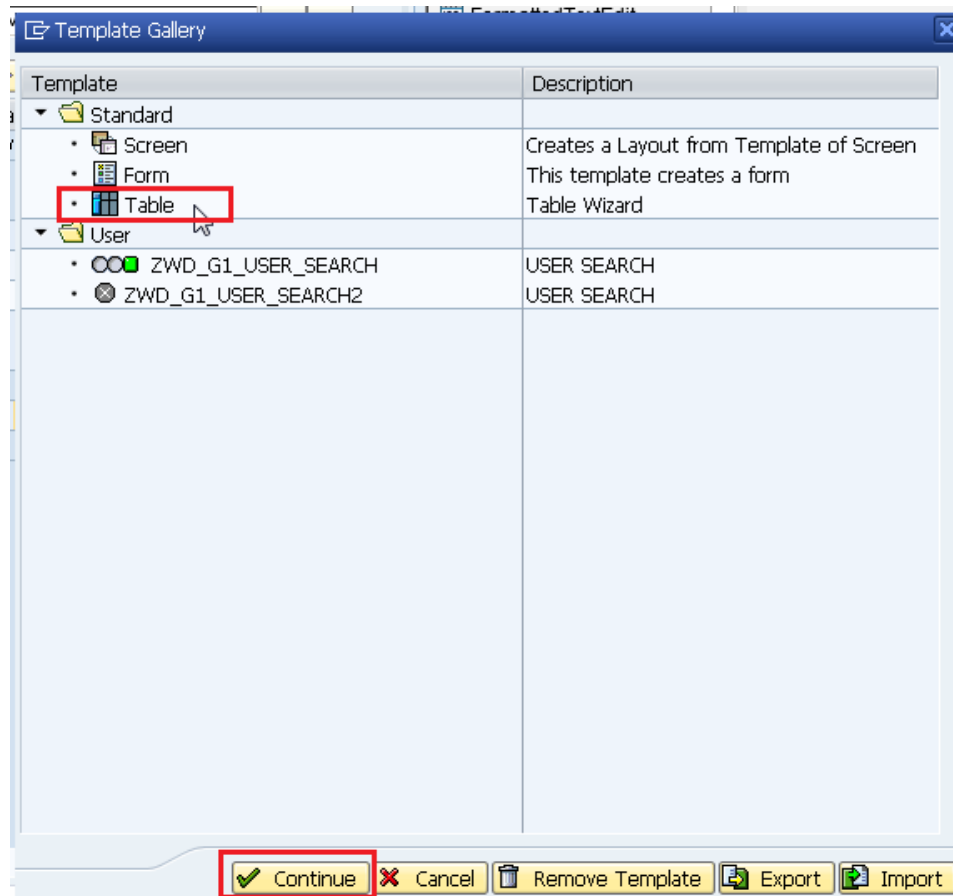 Template Gallery
Template Description
Standard
Screen Creates a Layout from Template of Screen
Form This template creates a form
Table Table Wizard
User
ZWD_G1_USER_SEARCH USER SEARCH
ZWD_G1_USER_SEARCH2 USER SEARCH
Continue Cancel Remove Template Export Import